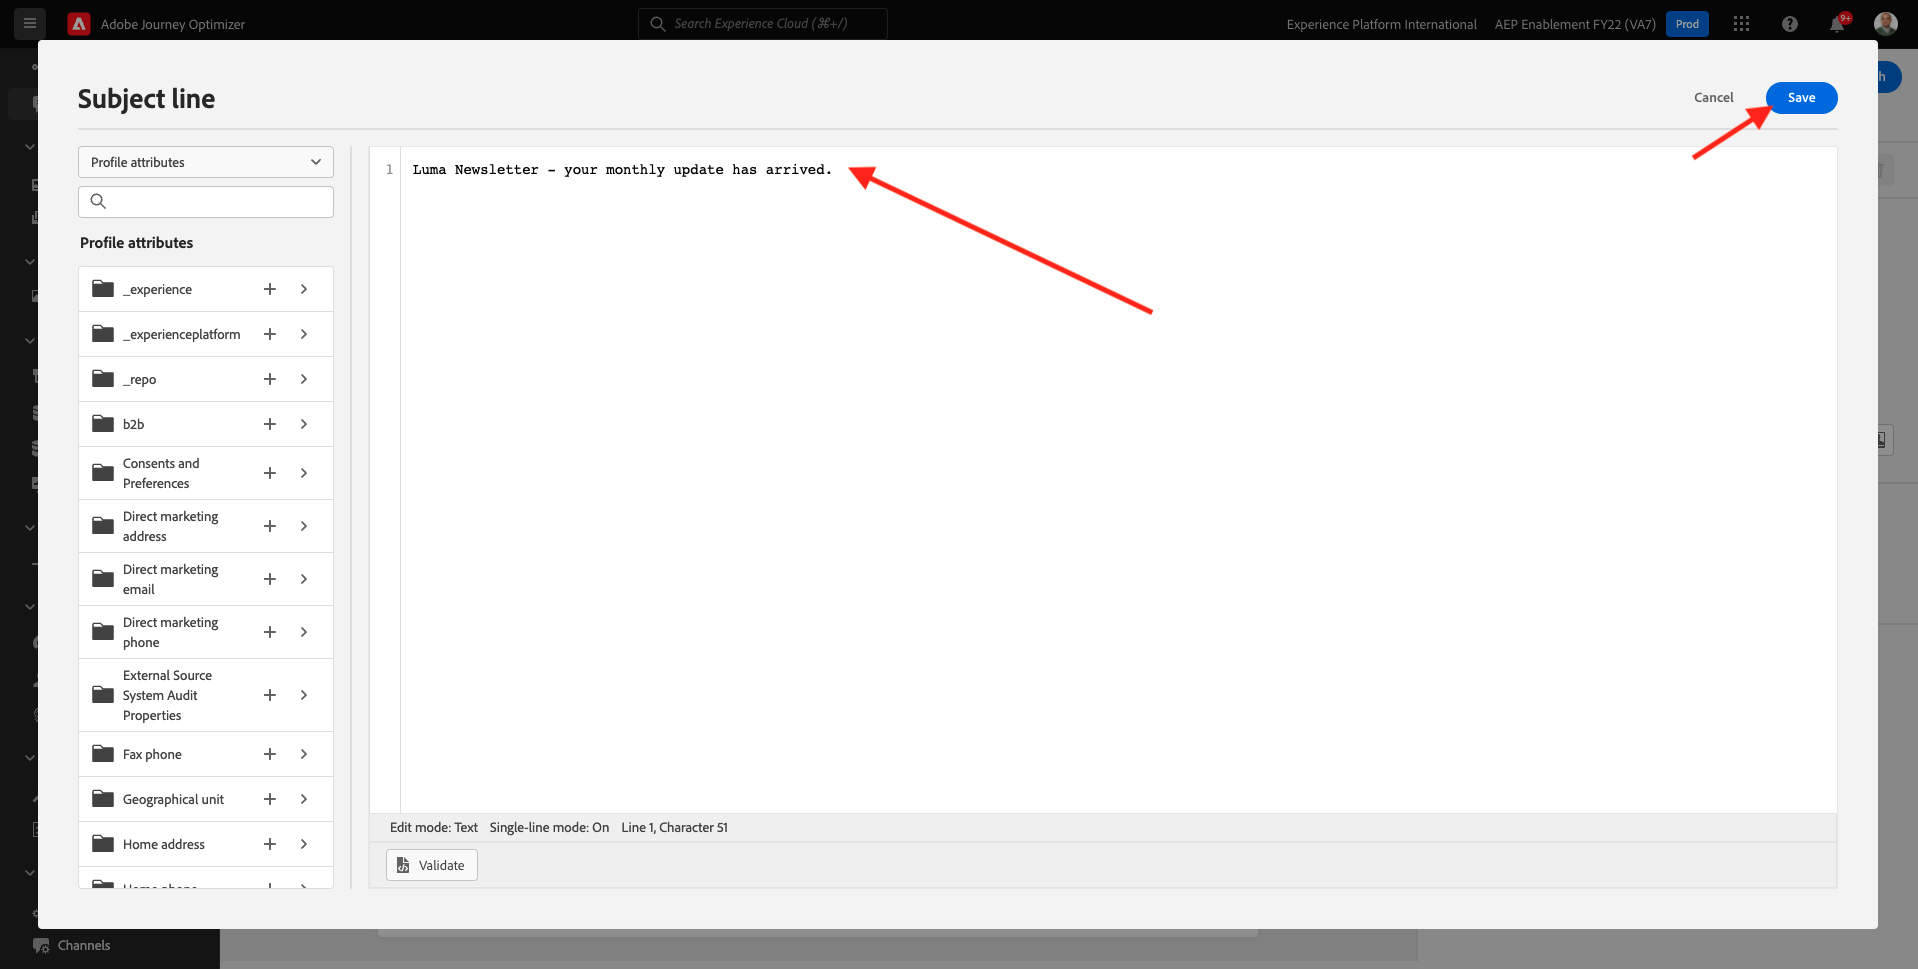 Adobe Journey Optimizer
Search Experience Cloud (⌘+/)
Experience Platform International
AEP Enablement FY22 (VA7)
Prod
9+
Subject line
Cancel
Save
h
Profile attributes
1
Luma Newsletter - your monthly update has arrived.
Profile attributes
_experience
_experienceplatform
_repo
b2b
Consents and
Preferences
Direct marketing
address
Direct marketing
email
Direct marketing
phone
External Source
System Audit
Properties
Fax phone
Geographical unit
Home address
Home phone
Edit mode: Text Single-line mode: On Line 1, Character 51
Validate
Channels